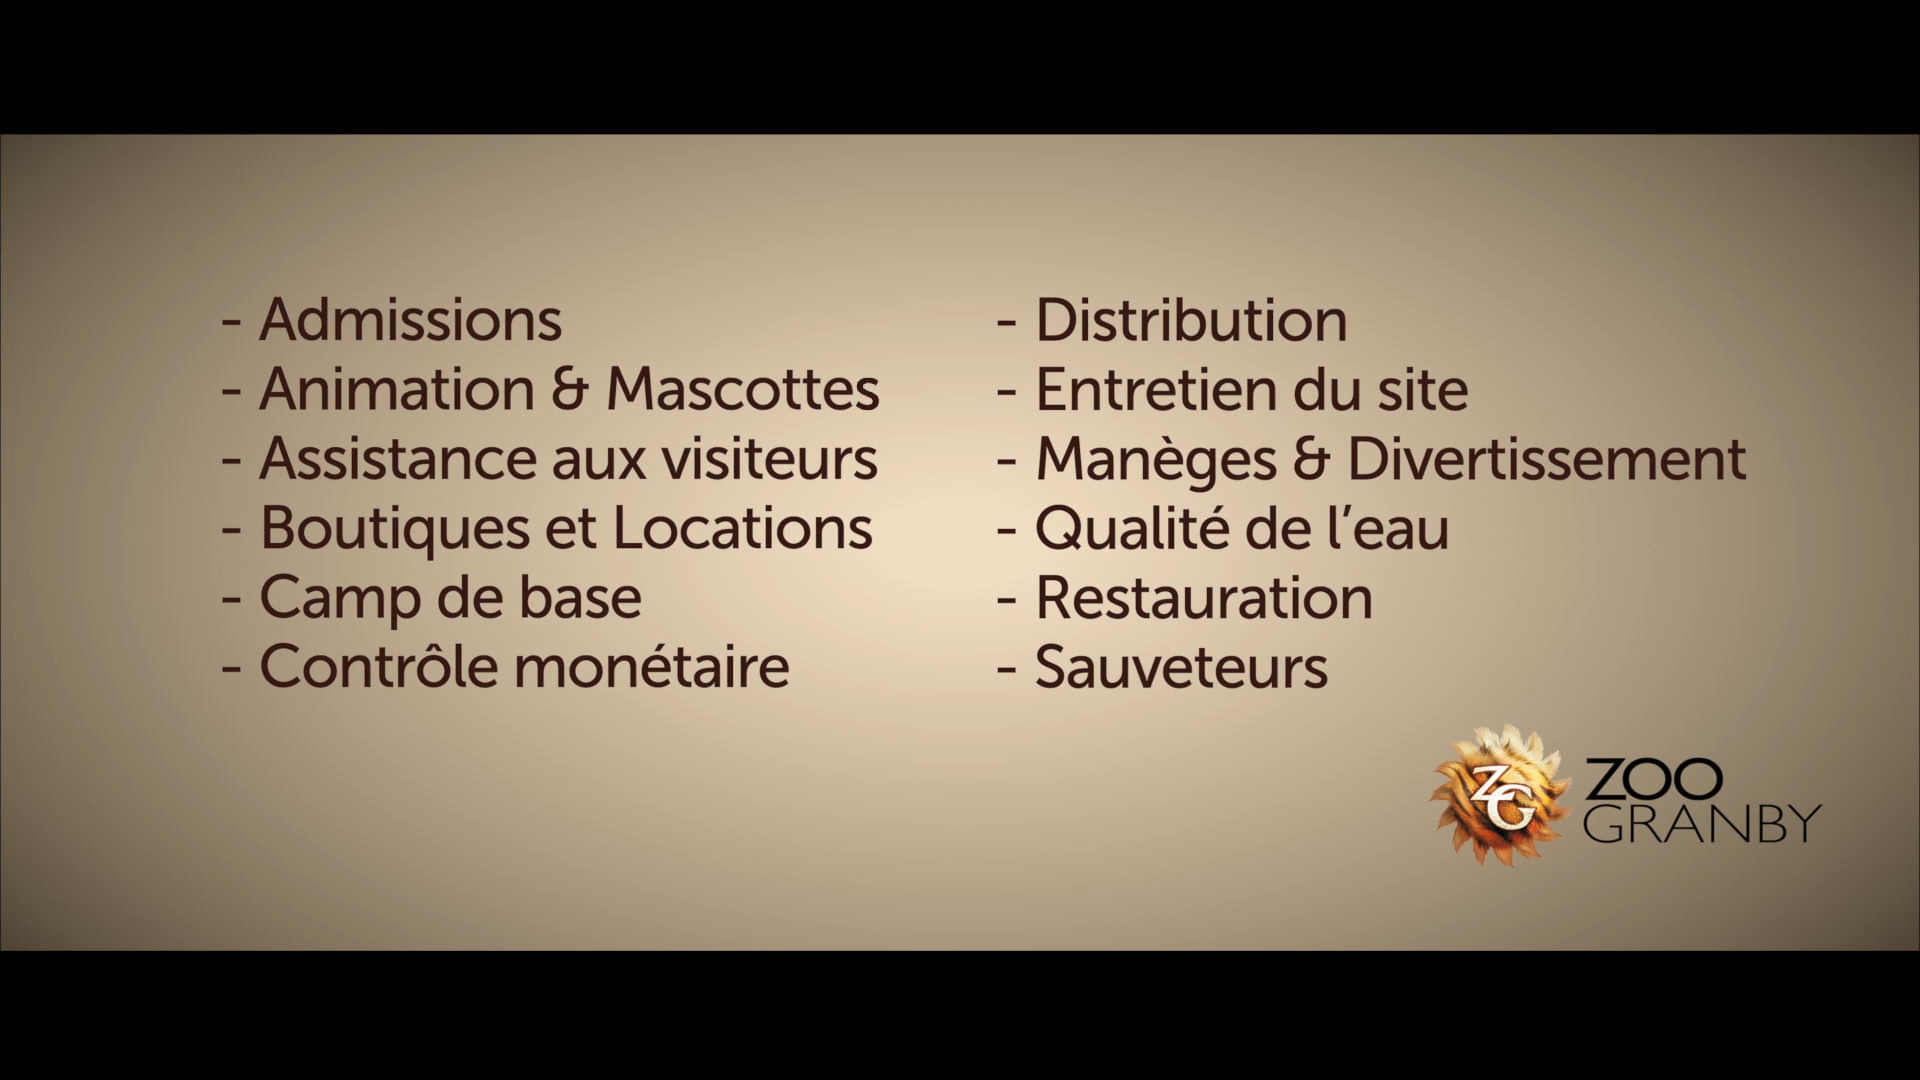 - Admissions
- Animation & Mascottes
- Assistance aux visiteurs
- Boutiques et Locations
- Camp de base
- Contrôle monétaire
- Distribution
- Entretien du site
- Manèges & Divertissement
- Qualité de l'eau
- Restauration
- Sauveteurs
ZG
ZOO
GRANBY